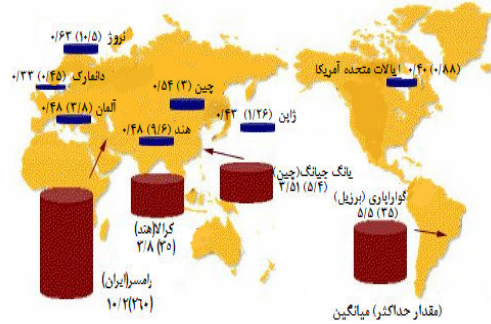 نروژ (۱۰/۵) ۰/۶۳
دانمارک (۰/۴۵) ۰/۳۳
آلمان (۳/۸) ۰/۴۸
چین (۳) ۰/۵۴
هند (۹/۶) ۰/۴۸
ژاپن (۱/۲۶) ۰/۴۳
ایالات متحده آمریکا (۰/۸۸) ۰/۴۰
یانگ جیانگ(چین)
۳/۵۱ (۵/۴)
گواراپاری (برزیل)
۵/۵ (۳۵)
کرالا(هند)
۳/۸ (۳۵)
رامسر(ایران)
۱۰/۲(۲۶۰)
(مقدار حداکثر) میانگین